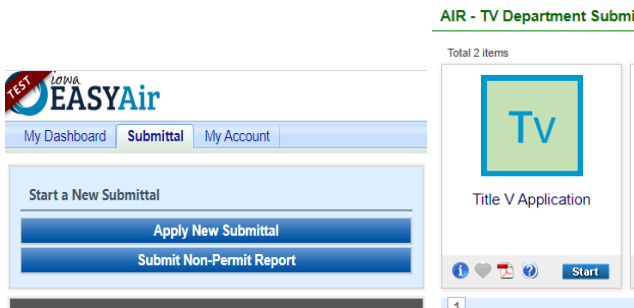 TEST
iowa
EASYAir
My Dashboard Submittal My Account
Start a New Submittal
Apply New Submittal
Submit Non-Permit Report
AIR - TV Department Submi
Total 2 items
TV
Title V Application
Start
1